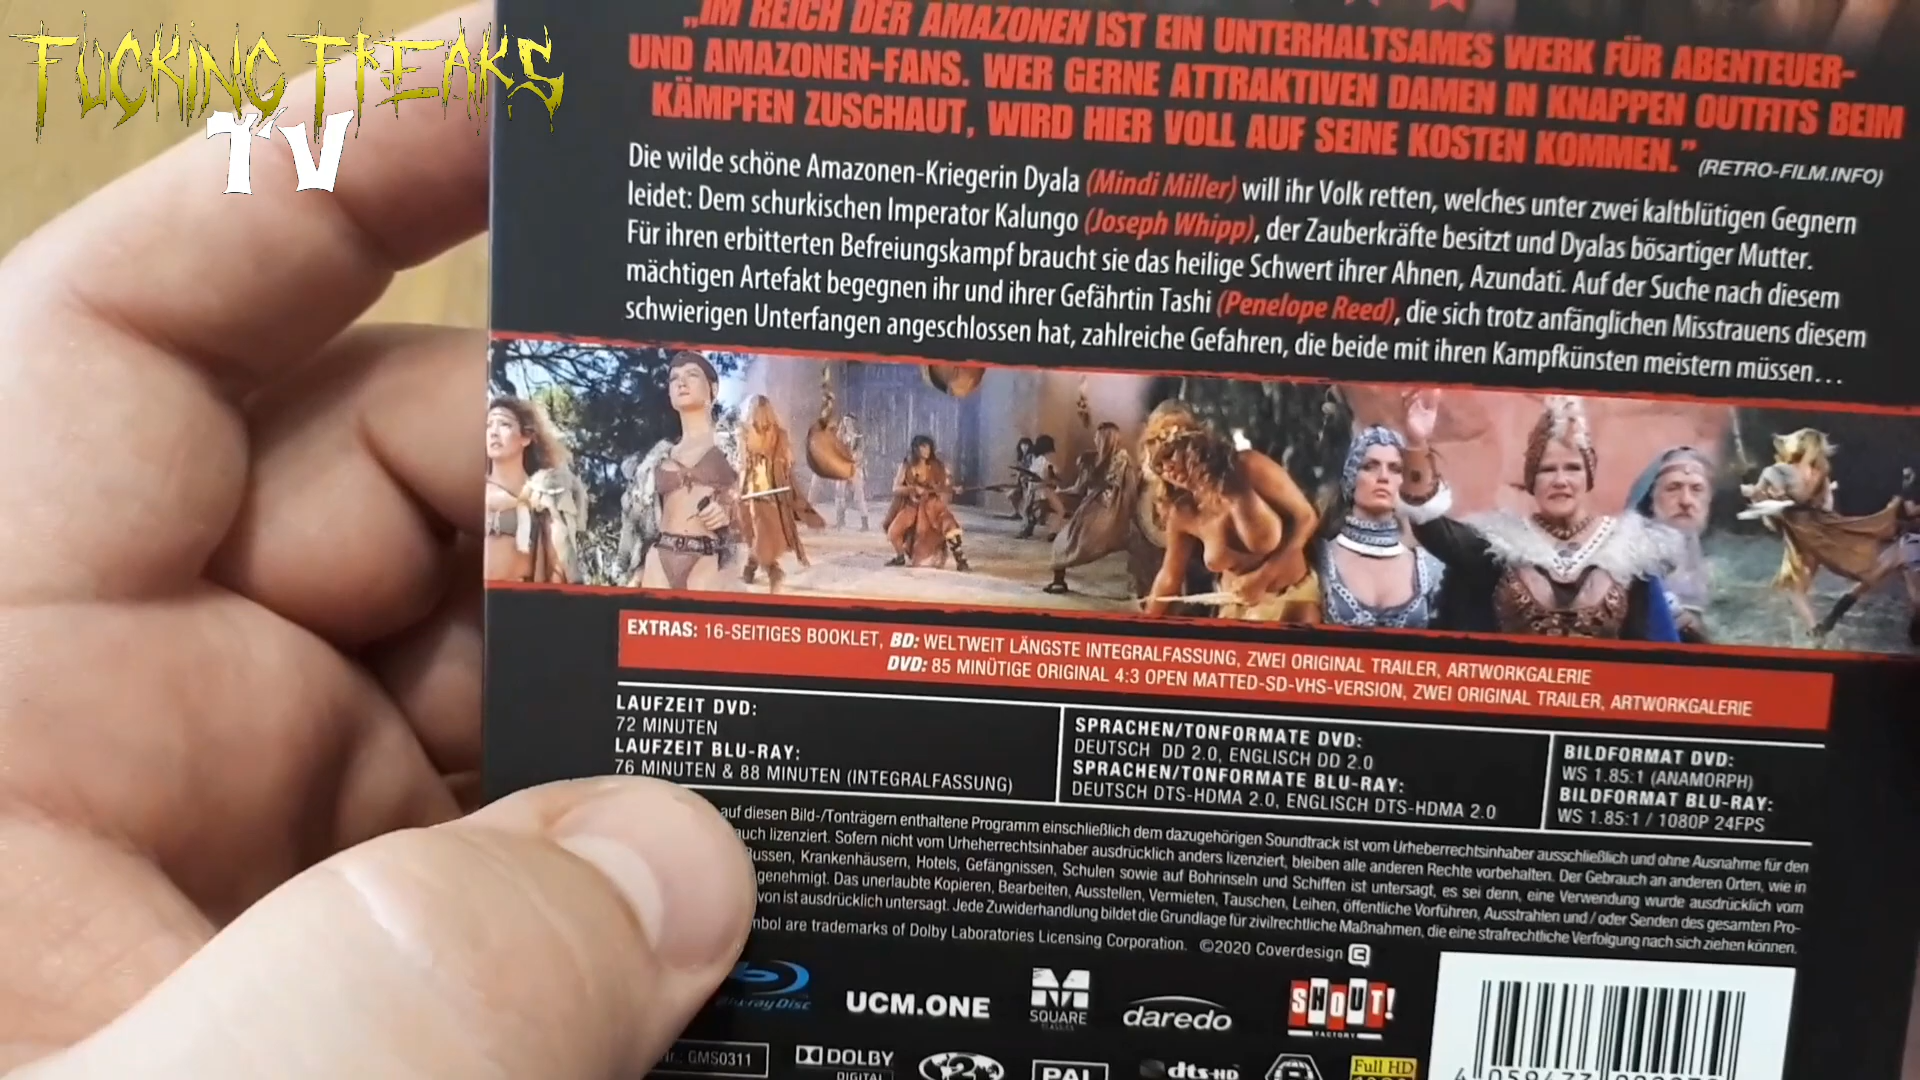 FUCKING FREAKS
TV
„IM REICH DER AMAZONEN IST EIN UNTERHALTSAMES WERK FÜR ABENTEUER-
UND AMAZONEN-FANS. WER GERNE ATTRAKTIVEN DAMEN IN KNAPPEN OUTFITS BEIM
KÄMPFEN ZUSCHAUT, WIRD HIER VOLL AUF SEINE KOSTEN KOMMEN.” (RETRO-FILM.INFO)
Die wilde schöne Amazonen-Kriegerin Dyala (Mindi Miller) will ihr Volk retten, welches unter zwei kaltblütigen Gegnern
leidet: Dem schurkischen Imperator Kalungo (Joseph Whipp), der Zauberkräfte besitzt und Dyalas bösartiger Mutter.
Für ihren erbitterten Befreiungskampf braucht sie das heilige Schwert ihrer Ahnen, Azundati. Auf der Suche nach diesem
mächtigen Artefakt begegnen ihr und ihrer Gefährtin Tashi (Penelope Reed), die sich trotz anfänglichen Misstrauens diesem
schwierigen Unterfangen angeschlossen hat, zahlreiche Gefahren, die beide mit ihren Kampfkünsten meistern müssen...
EXTRAS: 16-SEITIGES BOOKLET, BD: WELTWEIT LÄNGSTE INTEGRALFASSUNG, ZWEI ORIGINAL TRAILER, ARTWORKGALERIE
DVD: 85 MINÜTIGE ORIGINAL 4:3 OPEN MATTED-SD-VHS-VERSION, ZWEI ORIGINAL TRAILER, ARTWORKGALERIE
LAUFZEIT DVD:
72 MINUTEN
LAUFZEIT BLU-RAY:
76 MINUTEN & 88 MINUTEN (INTEGRALFASSUNG)
SPRACHEN/TONFORMATE DVD:
DEUTSCH DD 2.0, ENGLISCH DD 2.0
SPRACHEN/TONFORMATE BLU-RAY:
DEUTSCH DTS-HDMA 2.0, ENGLISCH DTS-HDMA 2.0
BILDFORMAT DVD:
WS 1.85:1 (ANAMORPH)
BILDFORMAT BLU-RAY:
WS 1.85:1 / 1080P 24FPS
auf diesen Bild-/Tonträgern enthaltene Programm einschließlich dem dazugehörigen Soundtrack ist vom Urheberrechtsinhaber ausschließlich und ohne Ausnahme für den
auch lizenziert. Sofern nicht vom Urheherrechtsinhaber ausdrücklich anders lizenziert, bleiben alle anderen Rechte vorbehalten. Der Gebrauch an anderen Orten, wie in
Bussen, Krankenhäusern, Hotels, Gefängnissen, Schulen sowie auf Bohrinseln und Schiffen ist untersagt, es sei denn, eine Verwendung wurde ausdrücklich vom
genehmigt. Das unerlaubte Kopieren, Bearbeiten, Ausstellen, Vermieten, Tauschen, Leihen, öffentliche Vorführen, Ausstrahlen und / oder Senden des gesamten Pro-
von ist ausdrücklich untersagt. Jede Zuwiderhandlung bildet die Grundlage für zivilrechtliche Maßnahmen, die eine strafrechtliche Verfolgung nach sich ziehen können.
mbol are trademarks of Dolby Laboratories Licensing Corporation. ©2020 Coverdesign
Blu-ray Disc
UCM.ONE
SQUARE
CLASSICS
daredo
SHOUT!
FACTORY
GMS0311
DOLBY
DIGITAL
2
PAL
dts-HD
Full HD